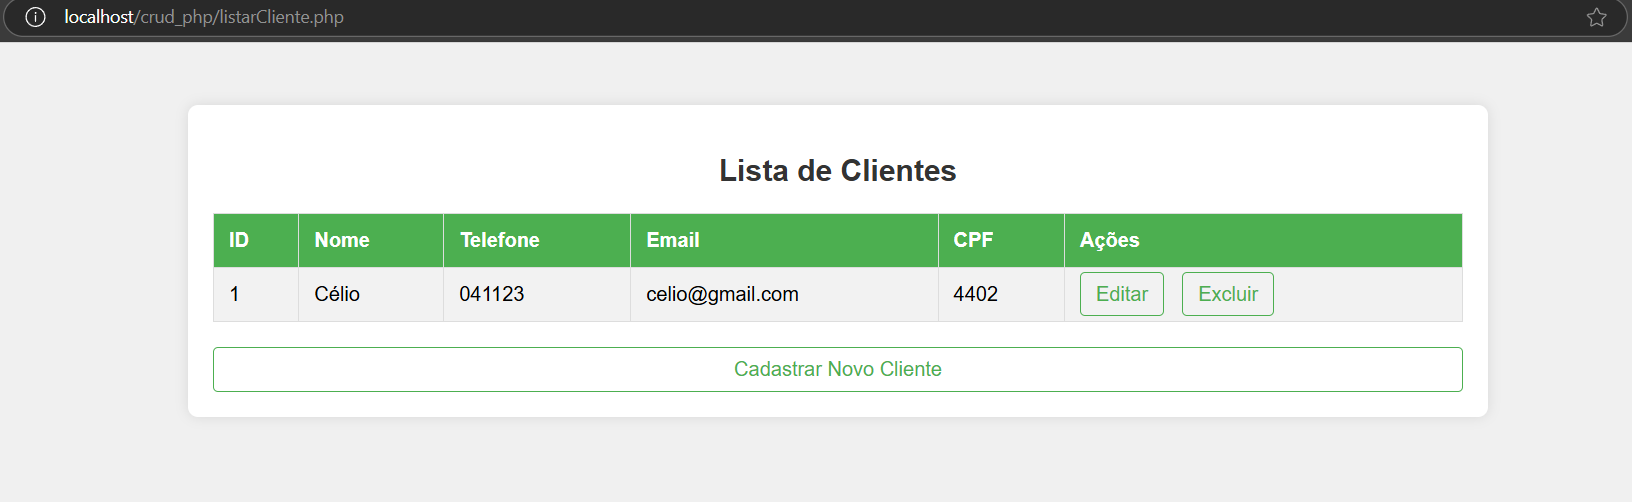 localhost/crud_php/listarCliente.php
Lista de Clientes
ID Nome Telefone Email CPF Ações
1 Célio 041123 celio@gmail.com 4402 Editar Excluir
Cadastrar Novo Cliente